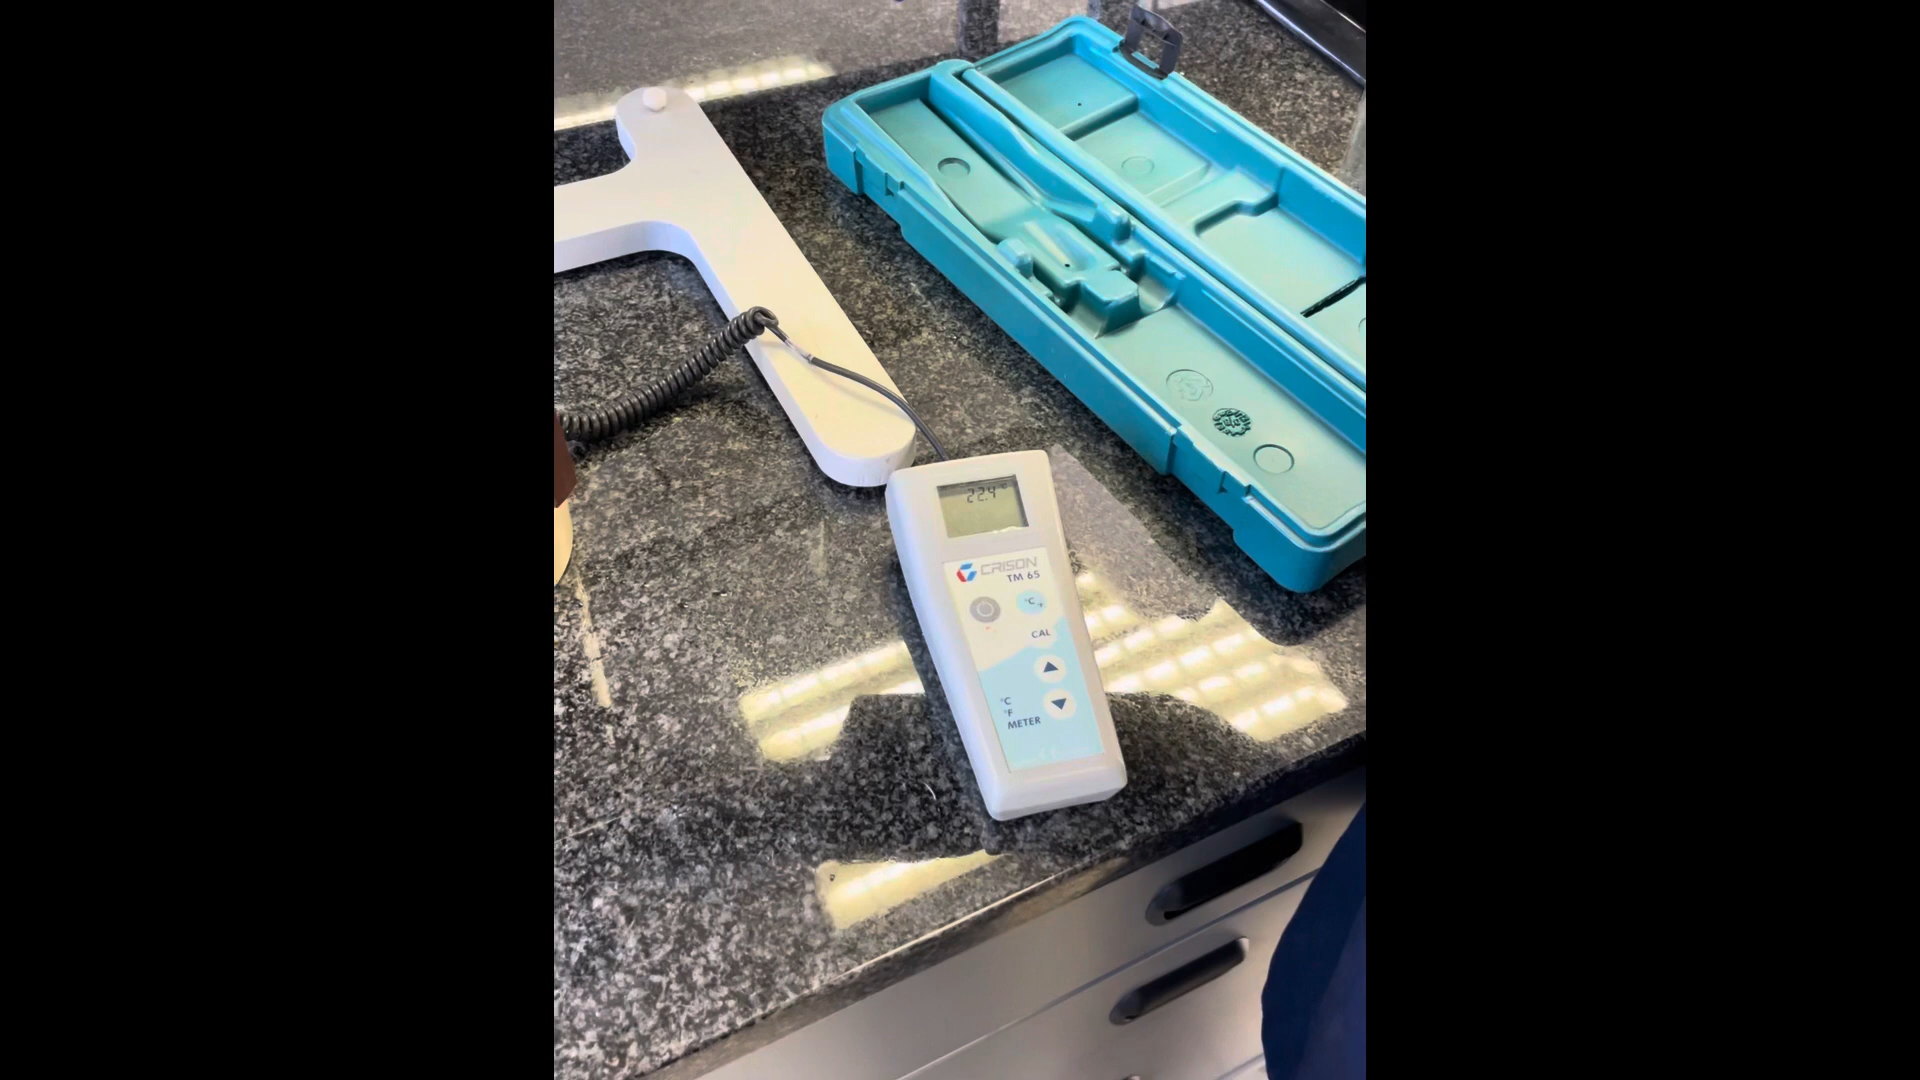 22.4 °C
CRISON
TM 65
°C
°F
CAL
°C
°F
METER